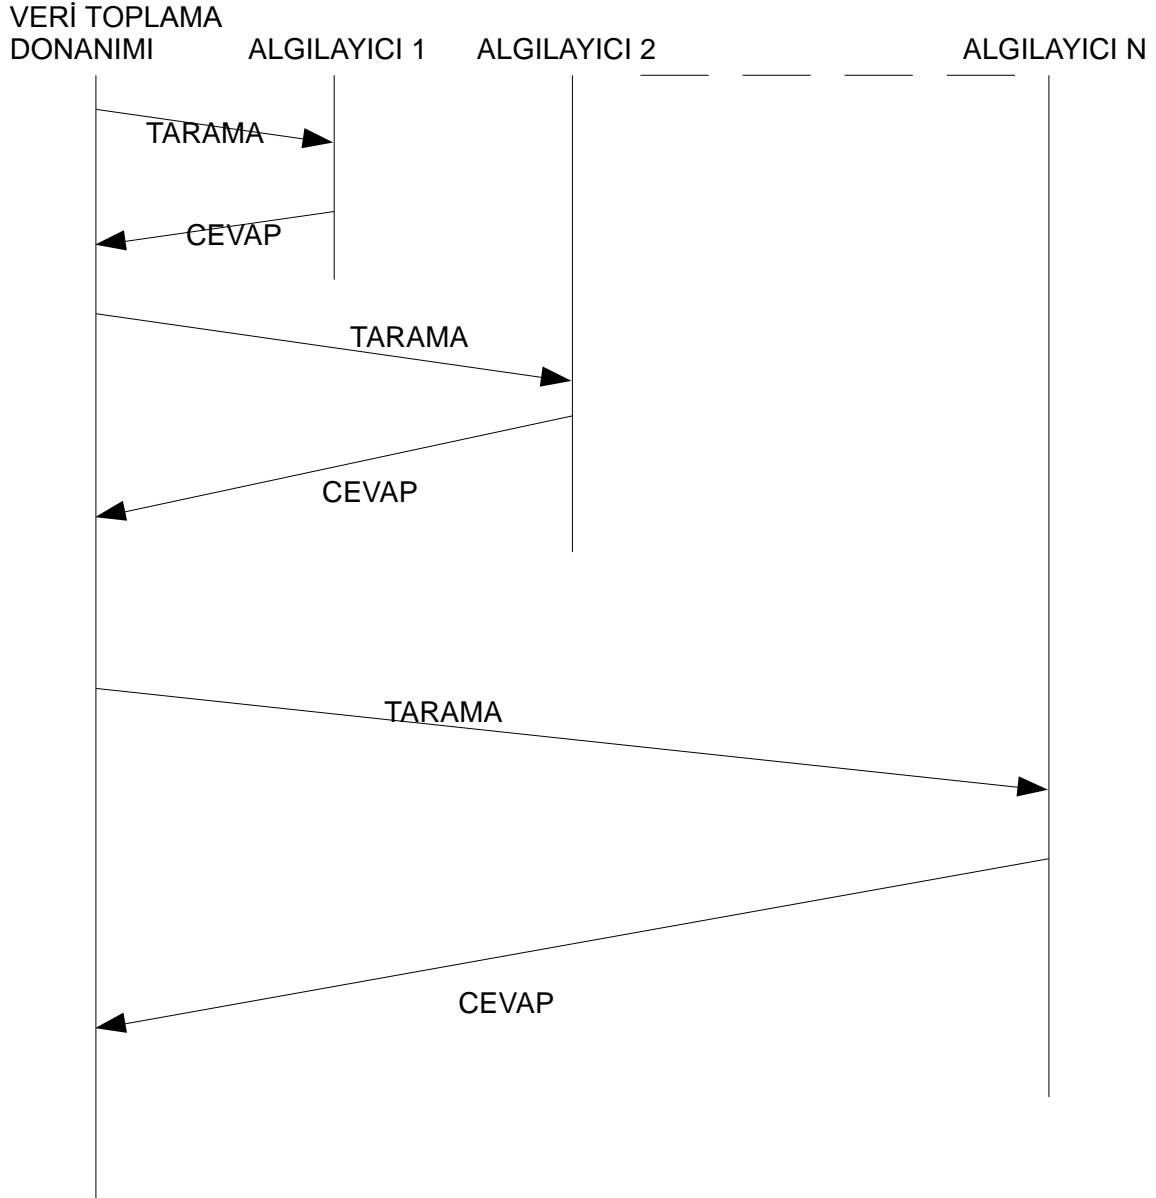 VERİ TOPLAMA
DONANIMI
ALGILAYICI 1
ALGILAYICI 2
ALGILAYICI N
TARAMA
CEVAP
TARAMA
CEVAP
TARAMA
CEVAP